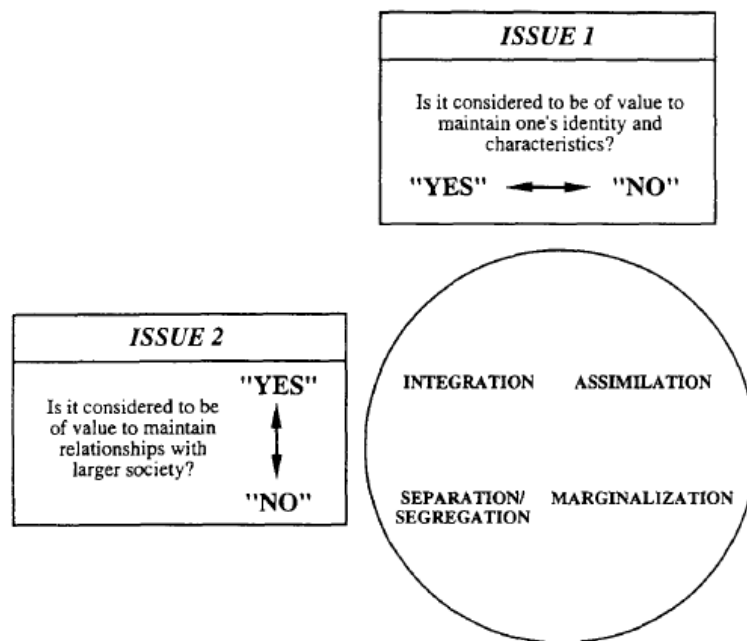 ISSUE 1
Is it considered to be of value to
maintain one's identity and
characteristics?
"YES" "NO"
ISSUE 2
"YES"
Is it considered to be
of value to maintain
relationships with
larger society?
"NO"
INTEGRATION ASSIMILATION
SEPARATION/ MARGINALIZATION
SEGREGATION